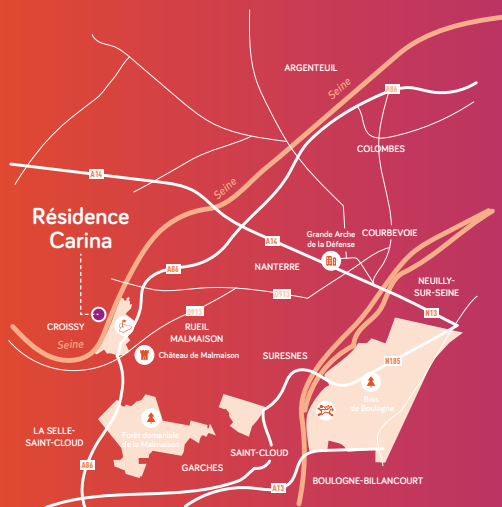 ARGENTEUIL
Seine
A86
COLOMBES
A14
Seine
Résidence
Carina
Grande Arche
de la Défense
COURBEVOIE
A14
A86
NANTERRE
NEUILLY-
SUR-SEINE
D913
D913
N13
CROISSY
RUEIL
MALMAISON
Seine
Château de Malmaison
SURESNES
N185
Bois
de Boulogne
LA SELLE-
SAINT-CLOUD
Forêt domaniale
de la Malmaison
SAINT-CLOUD
A86
GARCHES
A13
BOULOGNE-BILLANCOURT